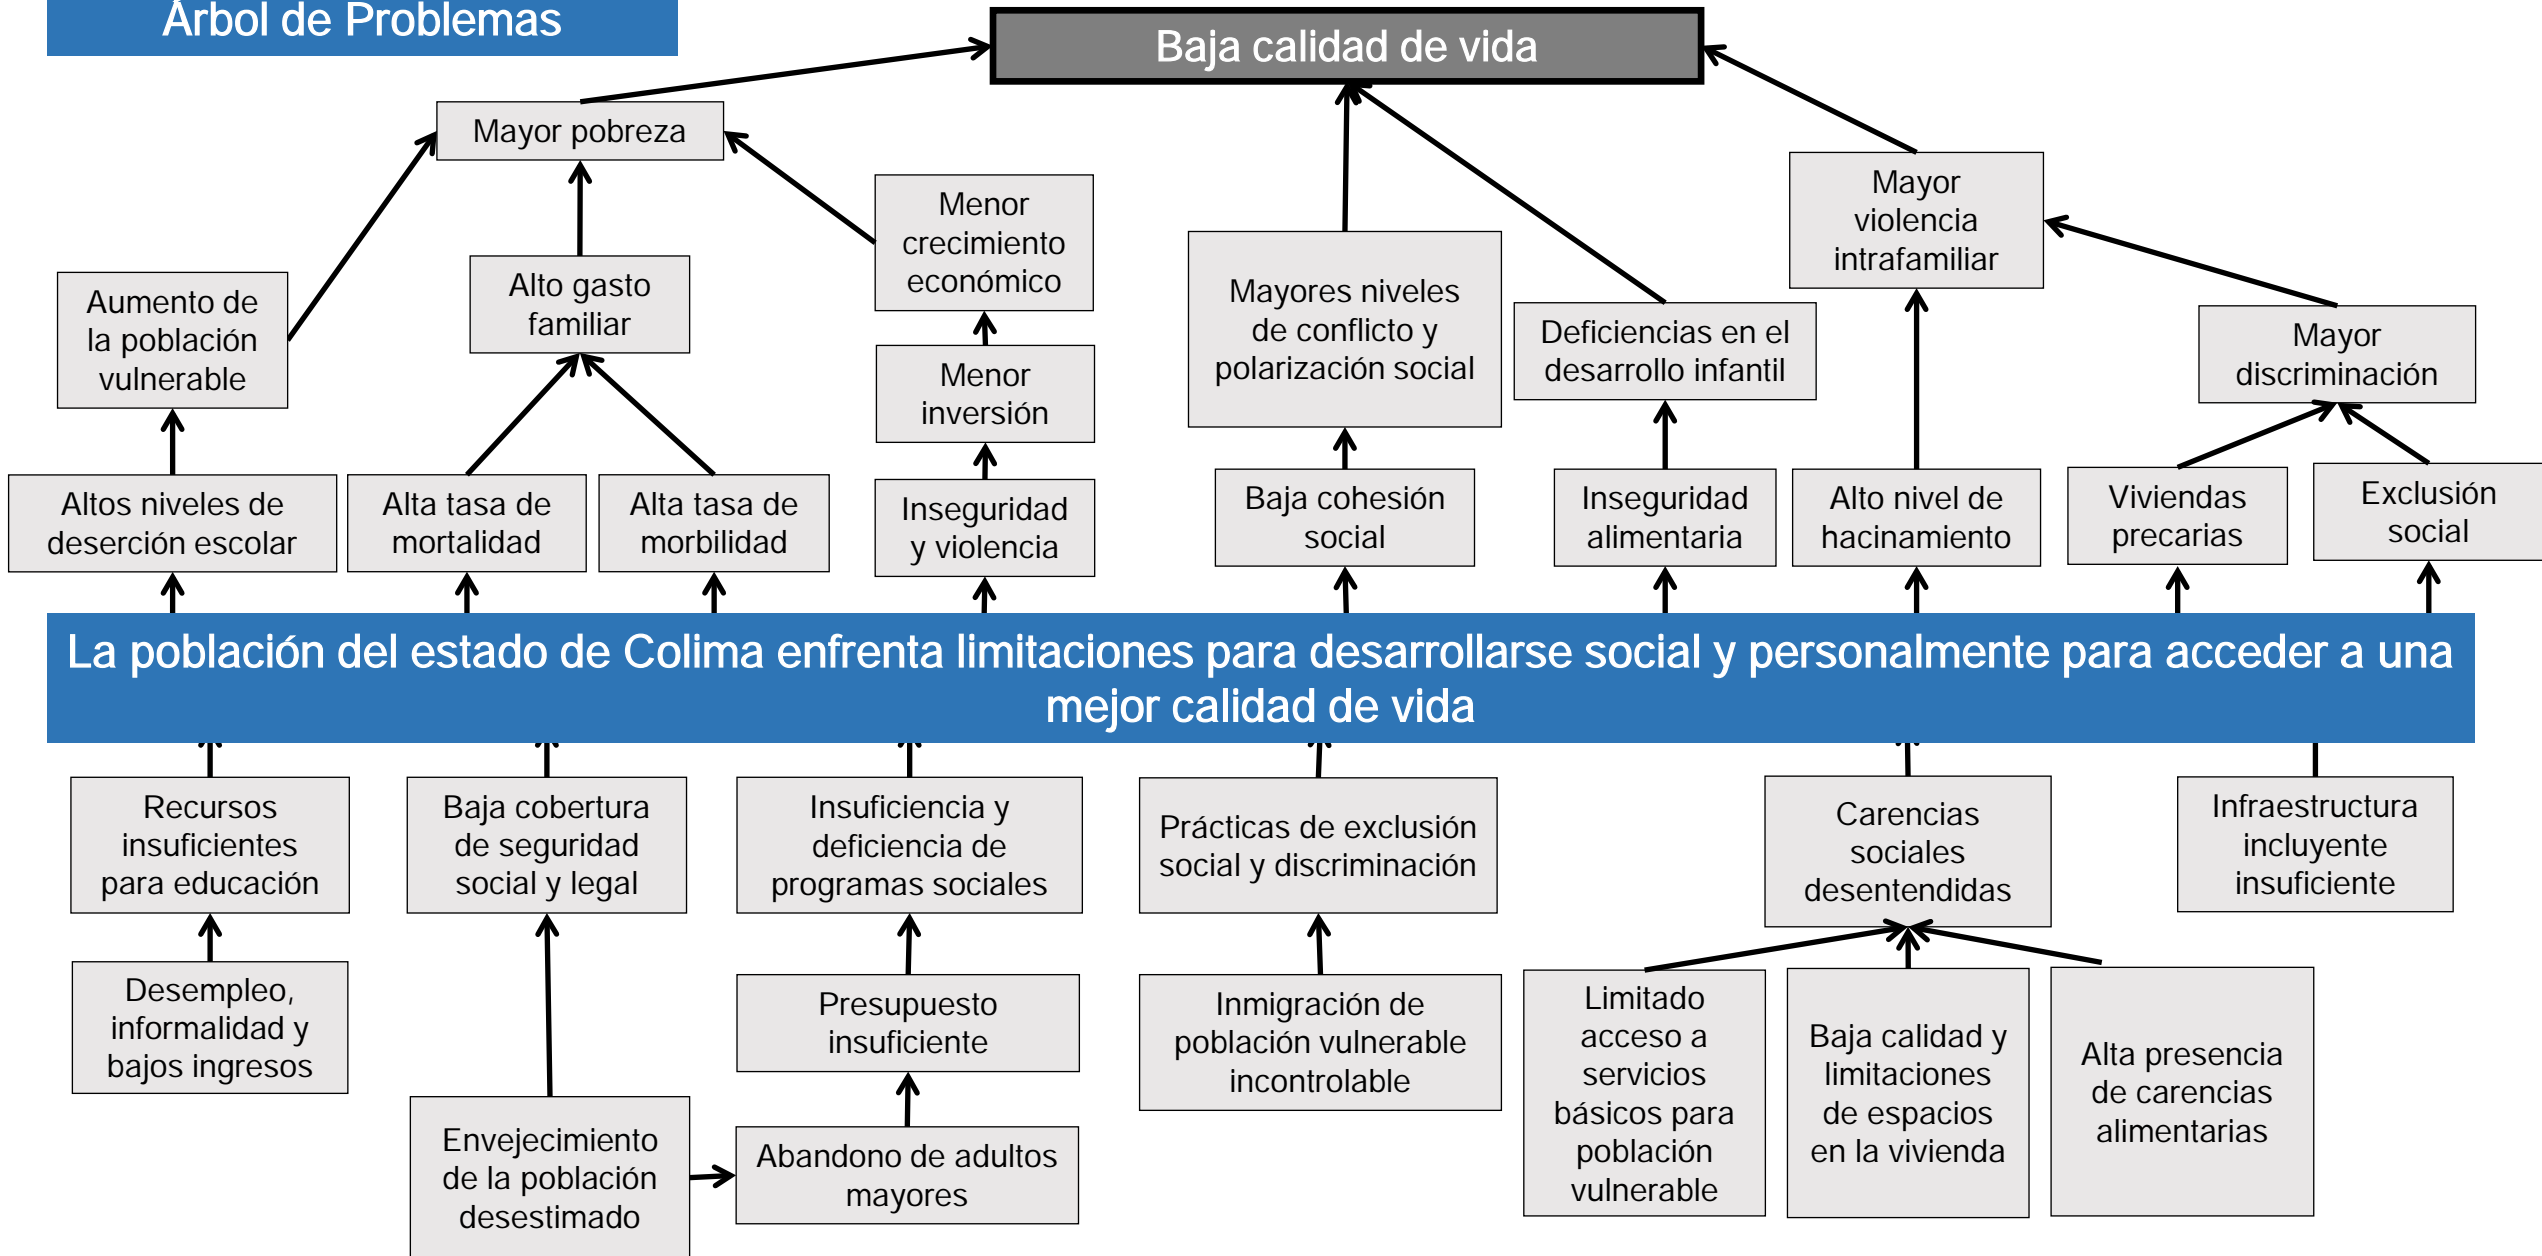 Árbol de Problemas
Baja calidad de vida
Mayor pobreza
Mayor
violencia
intrafamiliar
Menor
crecimiento
económico
Aumento de
la población
vulnerable
Alto gasto
familiar
Mayores niveles
de conflicto y
polarización social
Deficiencias en el
desarrollo infantil
Mayor
discriminación
Menor
inversión
Altos niveles de
deserción escolar
Alta tasa de
mortalidad
Alta tasa de
morbilidad
Inseguridad
y violencia
Baja cohesión
social
Inseguridad
alimentaria
Alto nivel de
hacinamiento
Viviendas
precarias
Exclusión
social
La población del estado de Colima enfrenta limitaciones para desarrollarse social y personalmente para acceder a una
mejor calidad de vida
Recursos
insuficientes
para educación
Baja cobertura
de seguridad
social y legal
Insuficiencia y
deficiencia de
programas sociales
Prácticas de exclusión
social y discriminación
Carencias
sociales
desentendidas
Infraestructura
incluyente
insuficiente
Desempleo,
informalidad y
bajos ingresos
Presupuesto
insuficiente
Inmigración de
población vulnerable
incontrolable
Limitado
acceso a
servicios
básicos para
población
vulnerable
Baja calidad y
limitaciones
de espacios
en la vivienda
Alta presencia
de carencias
alimentarias
Envejecimiento
de la población
desestimado
Abandono de adultos
mayores